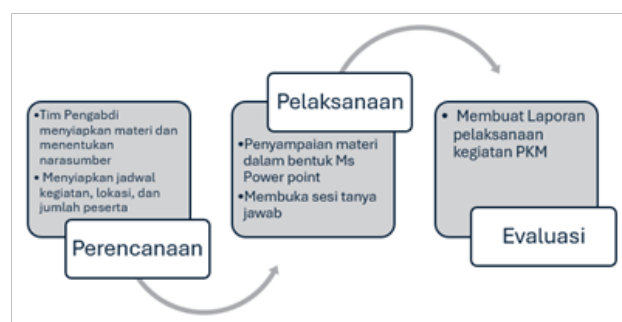 •Tim Pengabdi
menyiapkan materi dan
menentukan
narasumber
• Menyiapkan jadwal
kegiatan, lokasi, dan
jumlah peserta
Perencanaan
Pelaksanaan
•Penyampaian materi
dalam bentuk Ms
Power point
•Membuka sesi tanya
jawab
• Membuat Laporan
pelaksanaan
kegiatan PKM
Evaluasi